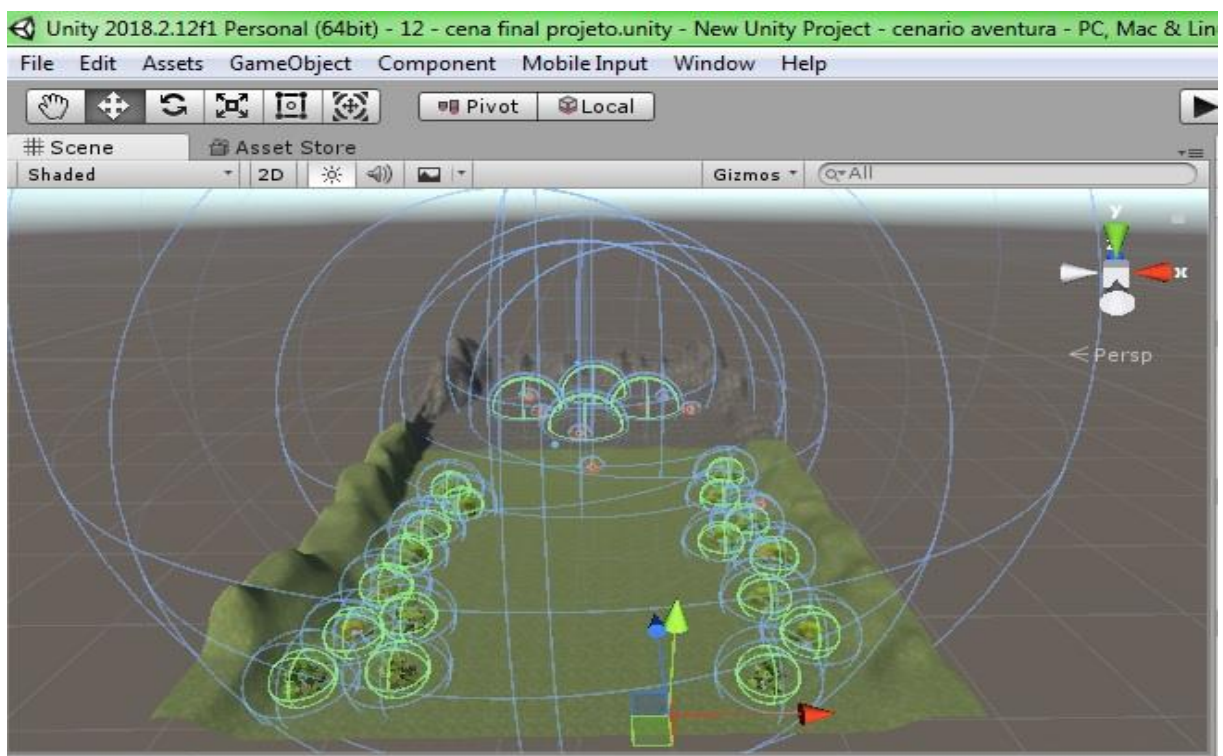 Unity 2018.2.12f1 Personal (64bit) - 12 - cena final projeto.unity - New Unity Project - cenario aventura - PC, Mac & Lin
File Edit Assets GameObject Component Mobile Input Window Help
Pivot Local
Scene Asset Store
Shaded 2D Gizmos All
y
z
x
Persp